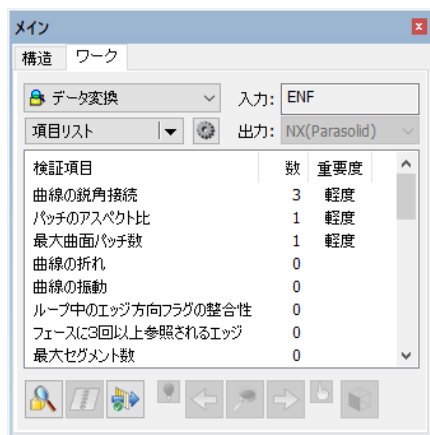 メイン
構造 ワーク
データ変換 入力: ENF
項目リスト 出力: NX(Parasolid)
検証項目 数 重要度
曲線の鋭角接続 3 軽度
パッチのアスペクト比 1 軽度
最大曲面パッチ数 1 軽度
曲線の折れ 0
曲線の振動 0
ループ中のエッジ方向フラグの整合性 0
フェースに3回以上参照されるエッジ 0
最大セグメント数 0